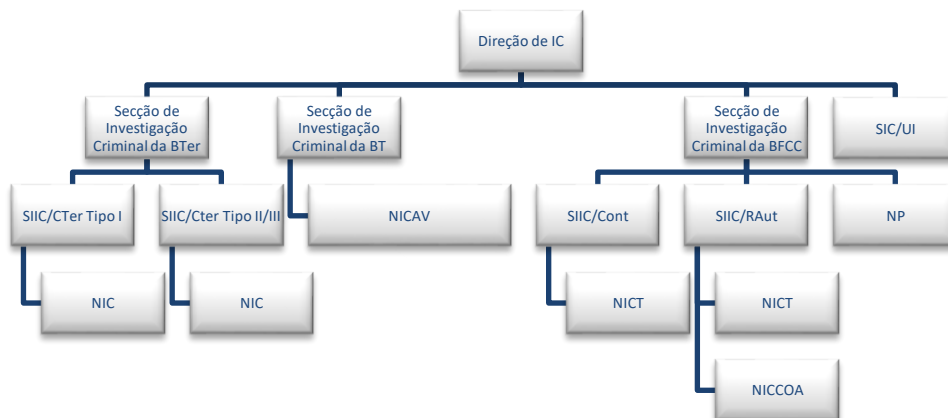 Direção de IC
Secção de
Investigação
Criminal da BTer
Secção de
Investigação
Criminal da BT
Secção de
Investigação
Criminal da BFCC
SIC/UI
SIIC/CTer Tipo I
SIIC/Cter Tipo II/III
NICAV
SIIC/Cont
SIIC/RAut
NP
NIC
NIC
NICT
NICT
NICCOA